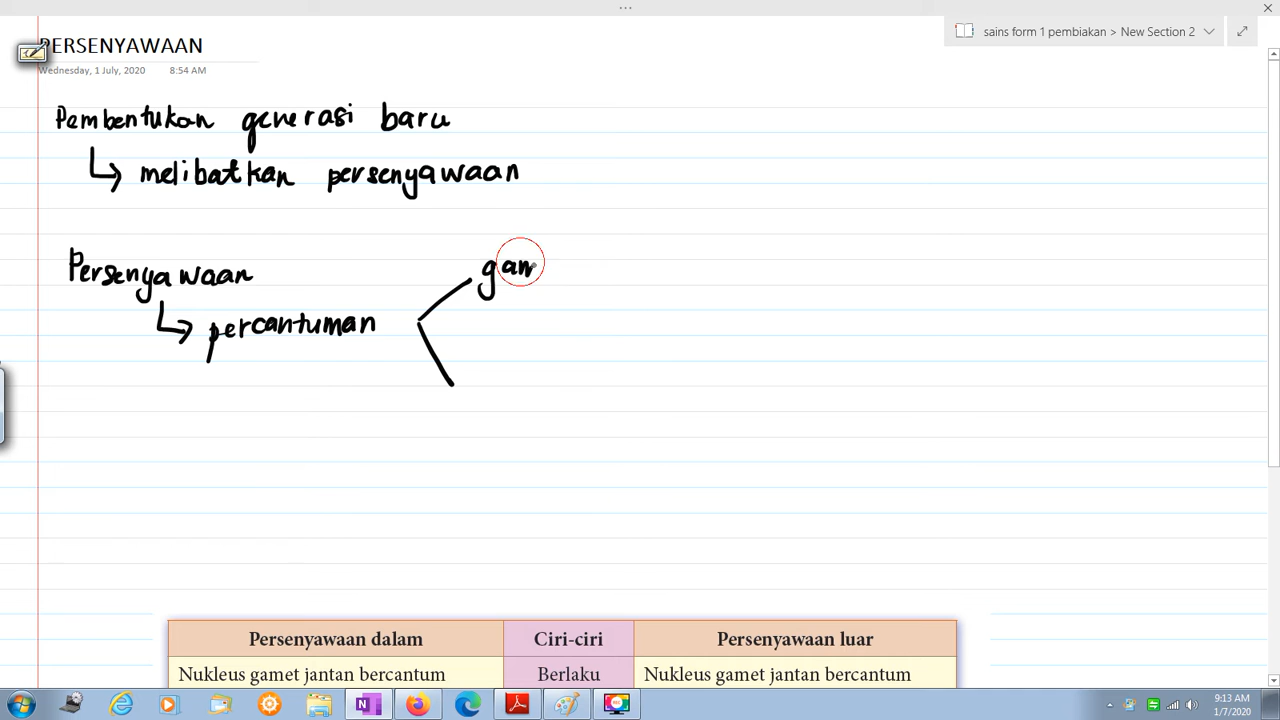 sains form 1 pembiakan > New Section 2
PERSENYAWAAN
Wednesday, 1 July, 2020 8:54 AM
Pembentukan generasi baru
melibatkan persenyawaan
Persenyawaan
gam
percantuman
Persenyawaan dalam Ciri-ciri Persenyawaan luar
Nukleus gamet jantan bercantum Berlaku Nukleus gamet jantan bercantum
9:13 AM
1/7/2020